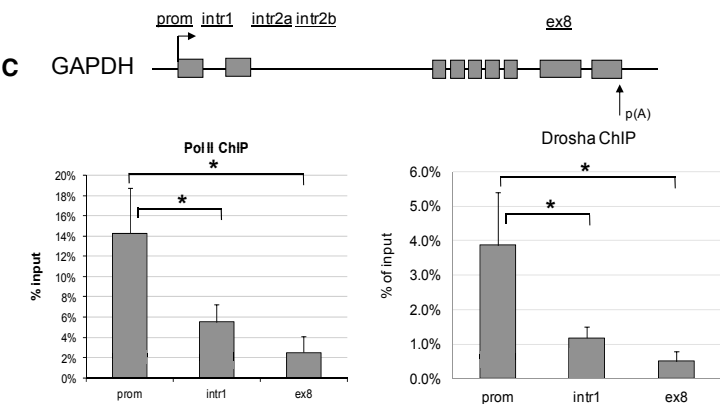 prom intr1 intr2a intr2b ex8
C GAPDH
p(A)
Pol II ChIP
*
*
20%
18%
16%
14%
12%
10%
8%
6%
4%
2%
0%
% input
prom intr1 ex8
Drosha ChIP
*
*
6.0%
5.0%
4.0%
3.0%
2.0%
1.0%
0.0%
% of input
prom intr1 ex8